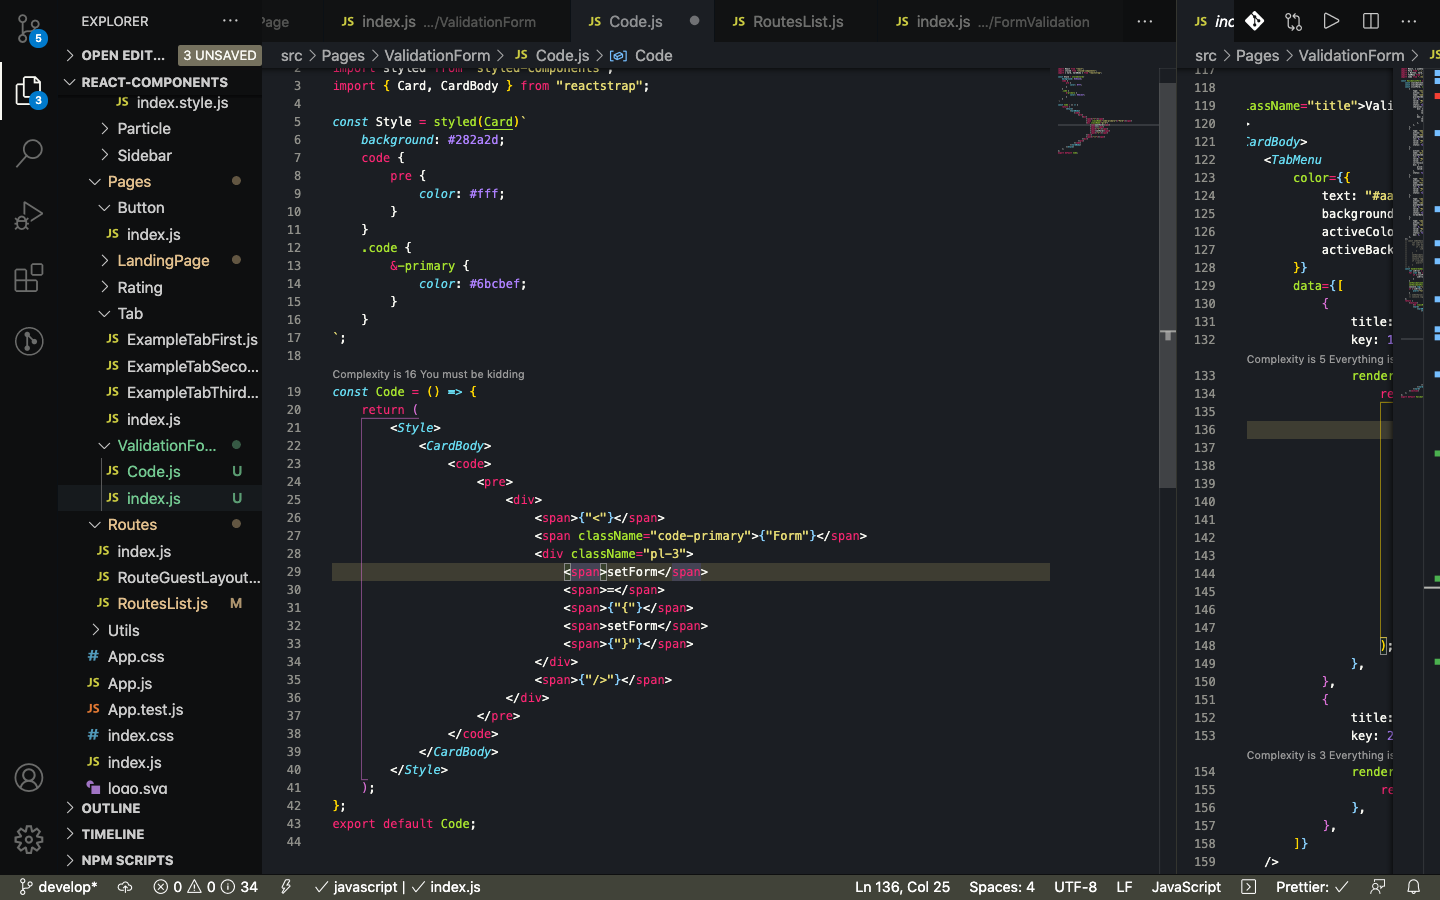 EXPLORER
Page
JS index.js .../ValidationForm
JS Code.js
JS RoutesList.js
JS index.js .../FormValidation
JS
5
3
OPEN EDIT... 3 UNSAVED
REACT-COMPONENTS
JS index.style.js
Particle
Sidebar
Pages
Button
JS index.js
LandingPage
Rating
Tab
JS ExampleTabFirst.js
JS ExampleTabSeco...
JS ExampleTabThird...
JS index.js
ValidationFo...
JS Code.js U
JS index.js U
Routes
JS index.js
JS RouteGuestLayout...
JS RoutesList.js M
Utils
# App.css
JS App.js
JS App.test.js
# index.css
JS index.js
logo.svg
OUTLINE
TIMELINE
NPM SCRIPTS
src > Pages > ValidationForm > JS Code.js > Code
2 import styled from "styled-components";
3 import { Card, CardBody } from "reactstrap";
4
5 const Style = styled(Card)`
6 background: #282a2d;
7 code {
8 pre {
9 color: #fff;
10 }
11 }
12 .code {
13 &-primary {
14 color: #6bcbef;
15 }
16 }
17 `;
18
Complexity is 16 You must be kidding
19 const Code = () => {
20 return (
21 <Style>
22 <CardBody>
23 <code>
24 <pre>
25 <div>
26 <span>{"<"}</span>
27 <span className="code-primary">{"Form"}</span>
28 <div className="pl-3">
29 <span>setForm</span>
30 <span>=</span>
31 <span>{"{"}</span>
32 <span>setForm</span>
33 <span>{"}"}</span>
34 </div>
35 <span>{"/>"}</span>
36 </div>
37 </pre>
38 </code>
39 </CardBody>
40 </Style>
41 );
42 };
43 export default Code;
44
src > Pages > ValidationForm > JS
117
118
119 lassName="title">Vali
120 >
121 CardBody>
122 <TabMenu
123 color={{
124 text: "#aa
125 background
126 activeColo
127 activeBack
128 }}
129 data={[
130 {
131 title:
132 key: 1
Complexity is 5 Everything is
133 render
134 re
135
136
137
138
139
140
141
142
143
144
145
146
147
148 );
149 },
150 },
151 {
152 title:
153 key: 2
Complexity is 3 Everything is
154 render
155 re
156 },
157 },
158 ]}
159 />
develop* 0 0 34 javascript | index.js Ln 136, Col 25 Spaces: 4 UTF-8 LF JavaScript Prettier: